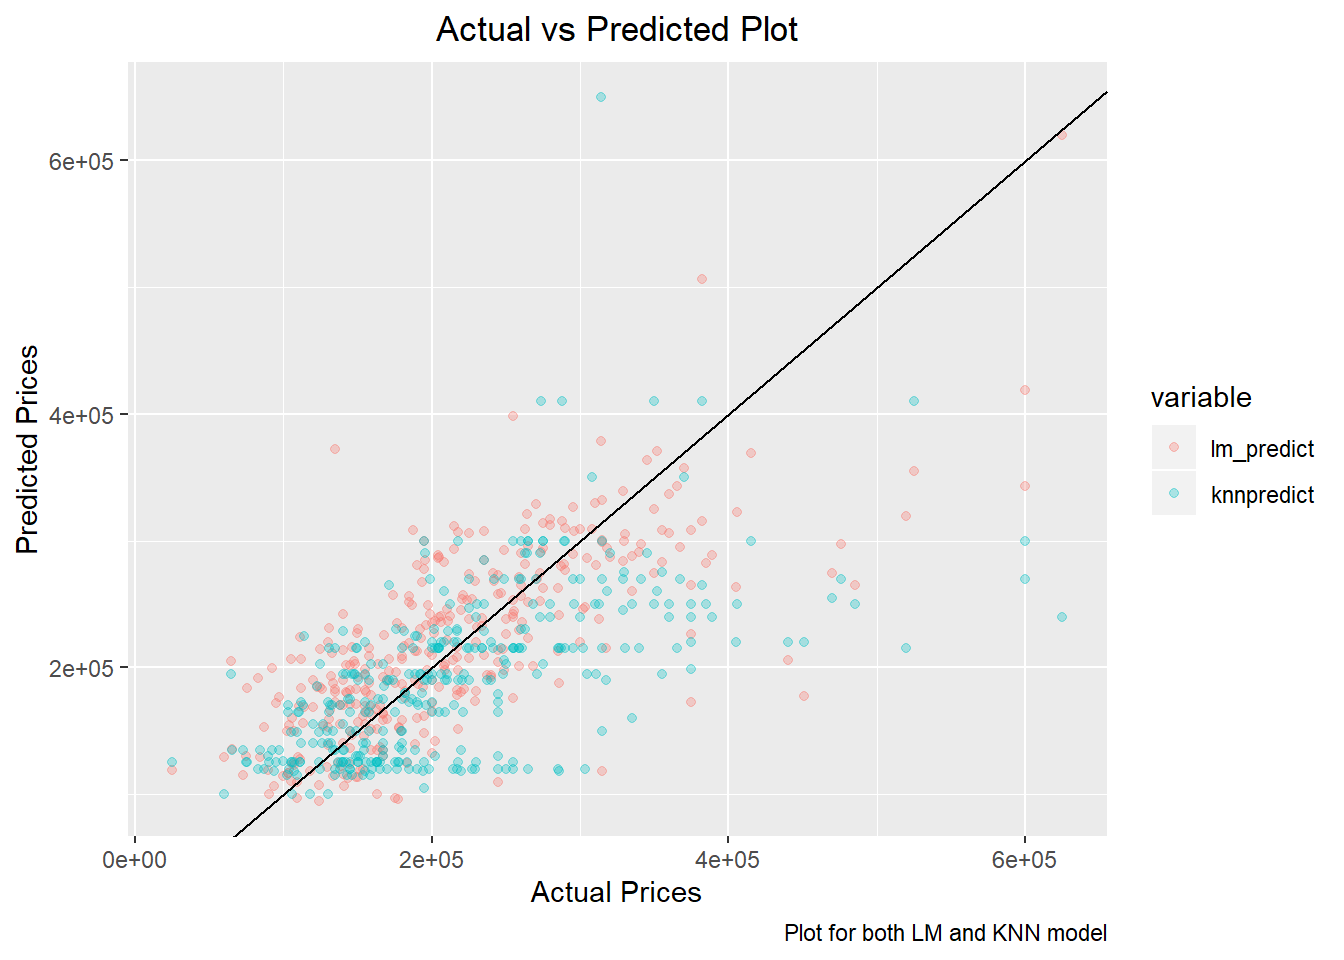 Actual vs Predicted Plot
Predicted Prices
6e+05
4e+05
2e+05
0e+00
2e+05
4e+05
6e+05
Actual Prices
Plot for both LM and KNN model
variable
lm_predict
knnpredict